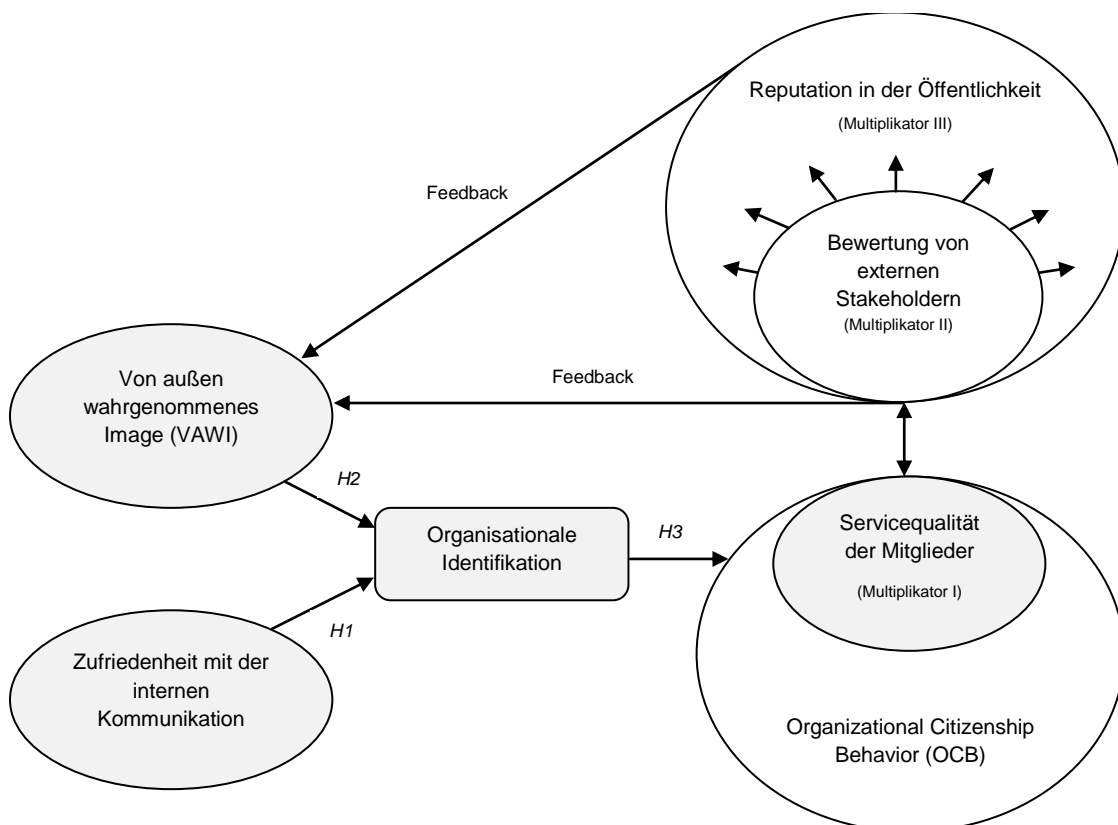 Reputation in der Öffentlichkeit
(Multiplikator III)
Feedback
Bewertung von
externen
Stakeholdern
(Multiplikator II)
Feedback
Von außen
wahrgenommenes
Image (VAWI)
H2
Organisationale
Identifikation
H3
Servicequalität
der Mitglieder
(Multiplikator I)
H1
Zufriedenheit mit der
internen
Kommunikation
Organizational Citizenship
Behavior (OCB)